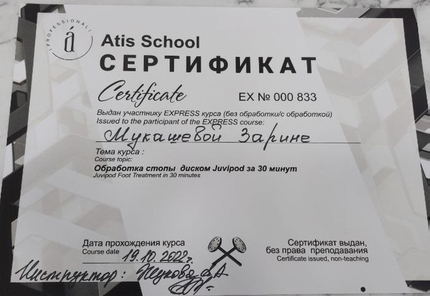 PROFESSIONAL
á
Atis School
СЕРТИФИКАТ
Certificate
EX № 000 833
Выдан участнику EXPRESS курса (без обработки/с обработкой)
Issued to the participant of the EXPRESS course:
Мукашевой Зарине
Тема курса :
Course topic:
Обработка стопы диском Juvipod за 30 минут
Juvipod Foot Treatment in 30 minutes
Дата прохождения курса
Course date
19.10.2022г
Сертификат выдан,
без права преподавания
Certificate issued, non-teaching
Инструктор :